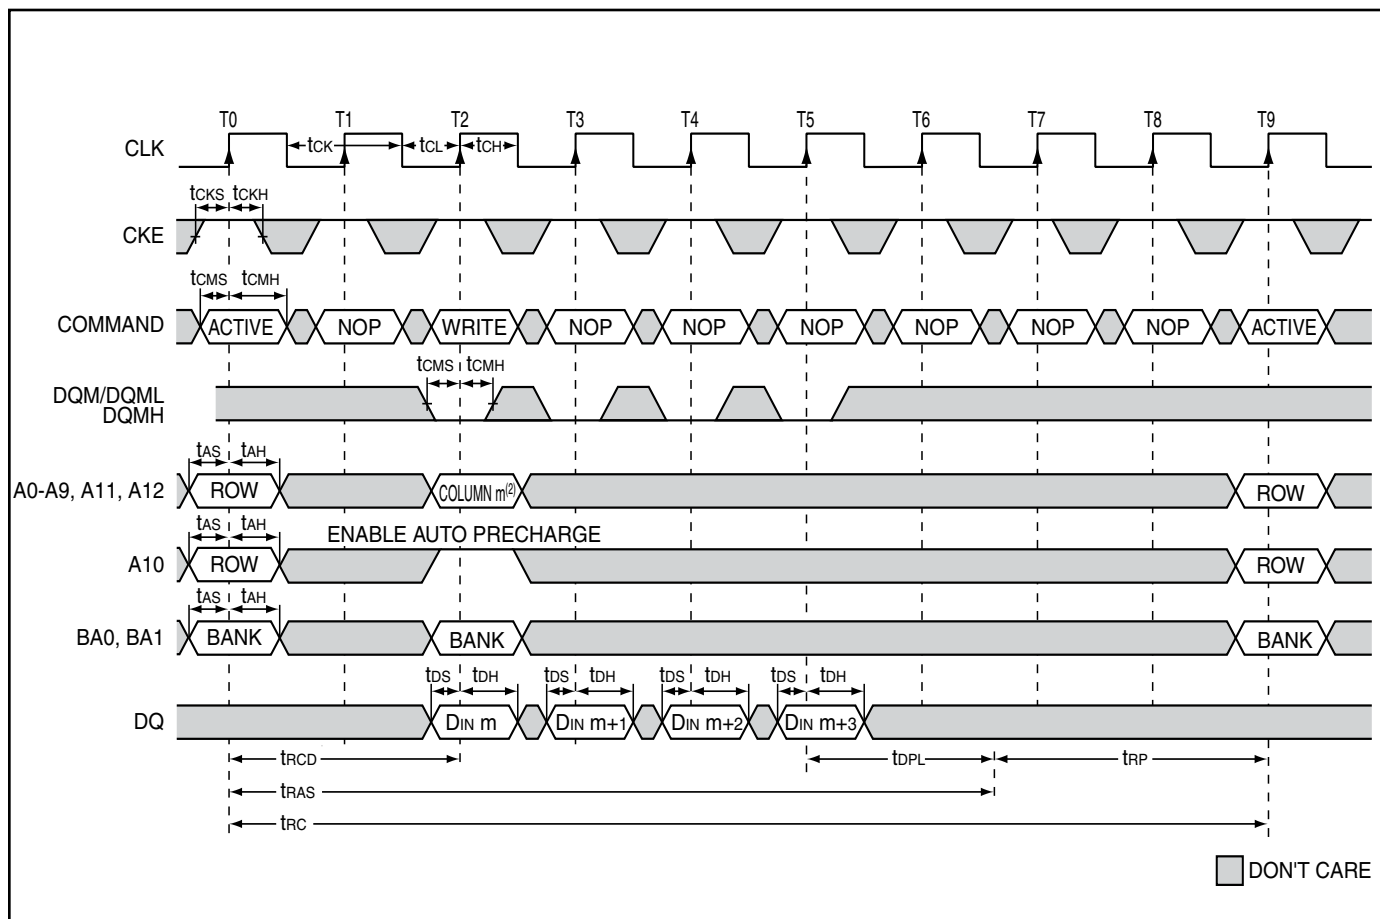 T0 T1 T2 T3 T4 T5 T6 T7 T8 T9
CLK tCK tCL tCH
tCKS tCKH
CKE
tCMS tCMH
COMMAND ACTIVE NOP WRITE NOP NOP NOP NOP NOP NOP ACTIVE
tCMS tCMH
DQM/DQML
DQMH
tAS tAH
A0-A9, A11, A12 ROW COLUMN m(2) ROW
tAS tAH ENABLE AUTO PRECHARGE
A10 ROW ROW
tAS tAH
BA0, BA1 BANK BANK BANK
tDS tDH tDS tDH tDS tDH tDS tDH
DQ DIN m DIN m+1 DIN m+2 DIN m+3
tRCD tDPL tRP
tRAS
tRC
DON'T CARE